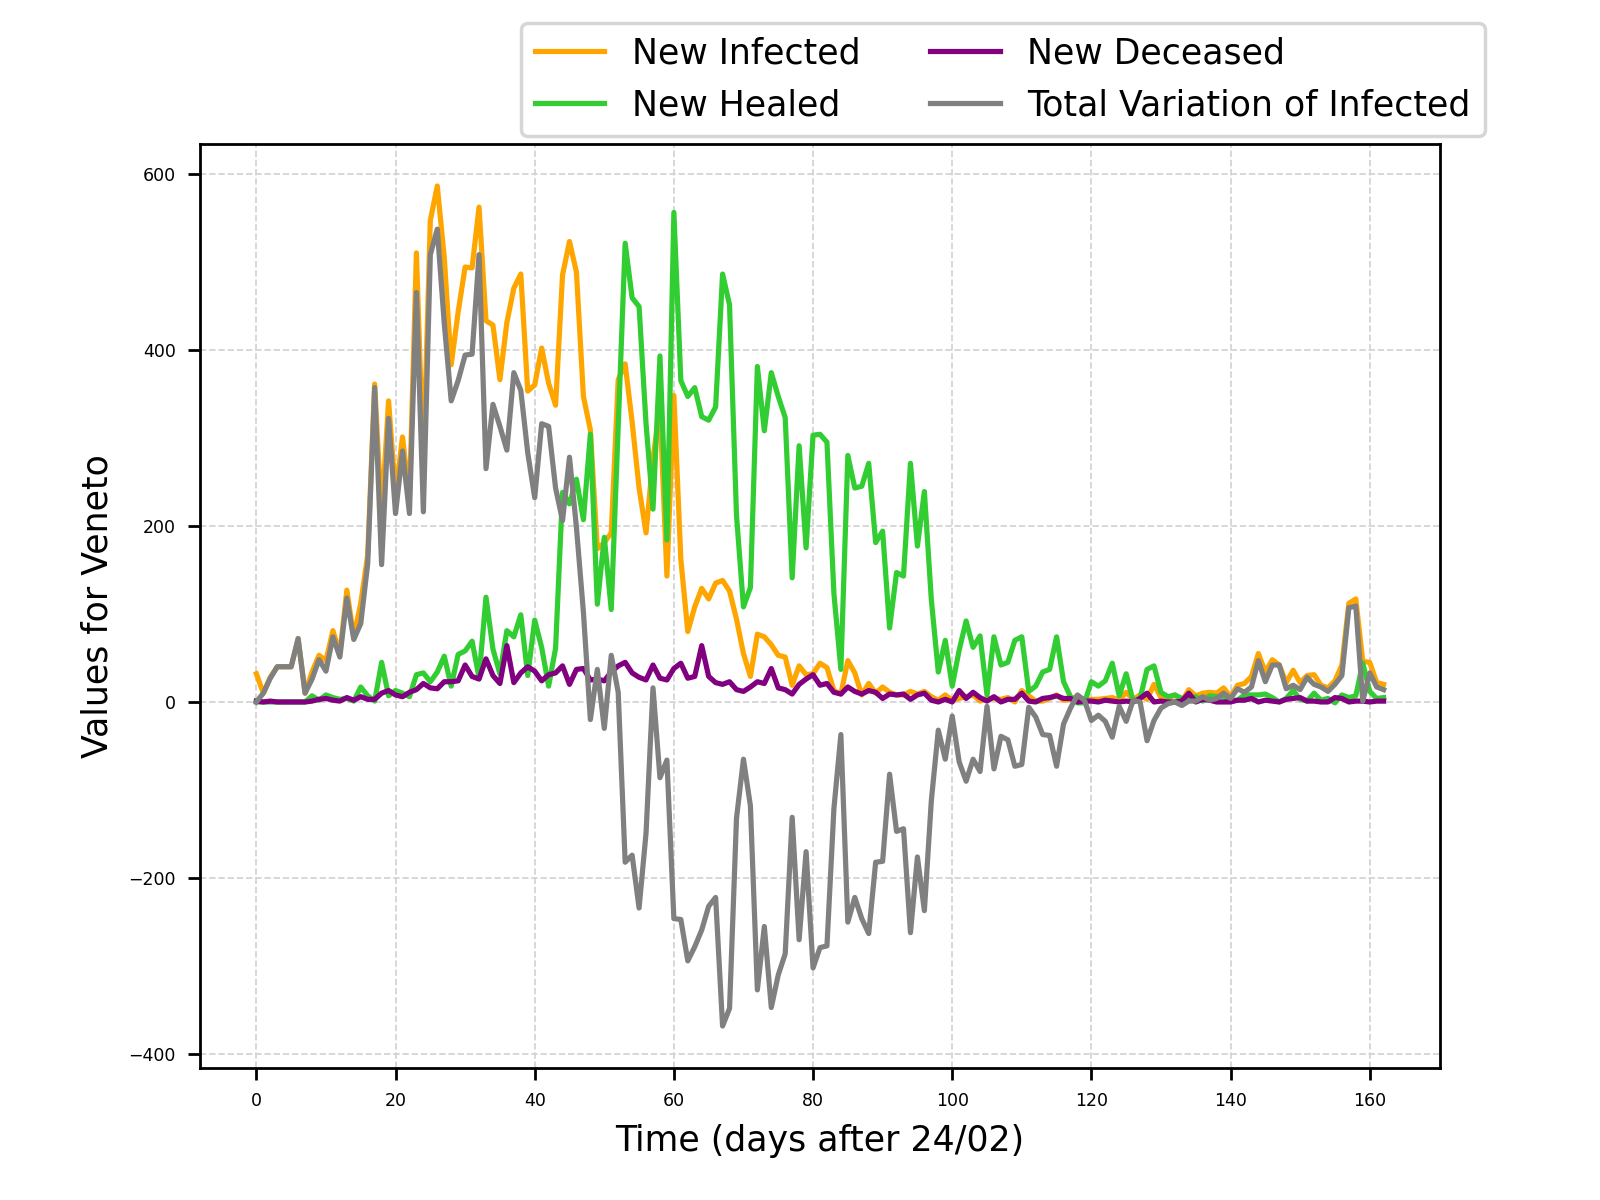 New Infected
New Healed
New Deceased
Total Variation of Infected
600
400
200
0
−200
−400
0 20 40 60 80 100 120 140 160
Values for Veneto
Time (days after 24/02)